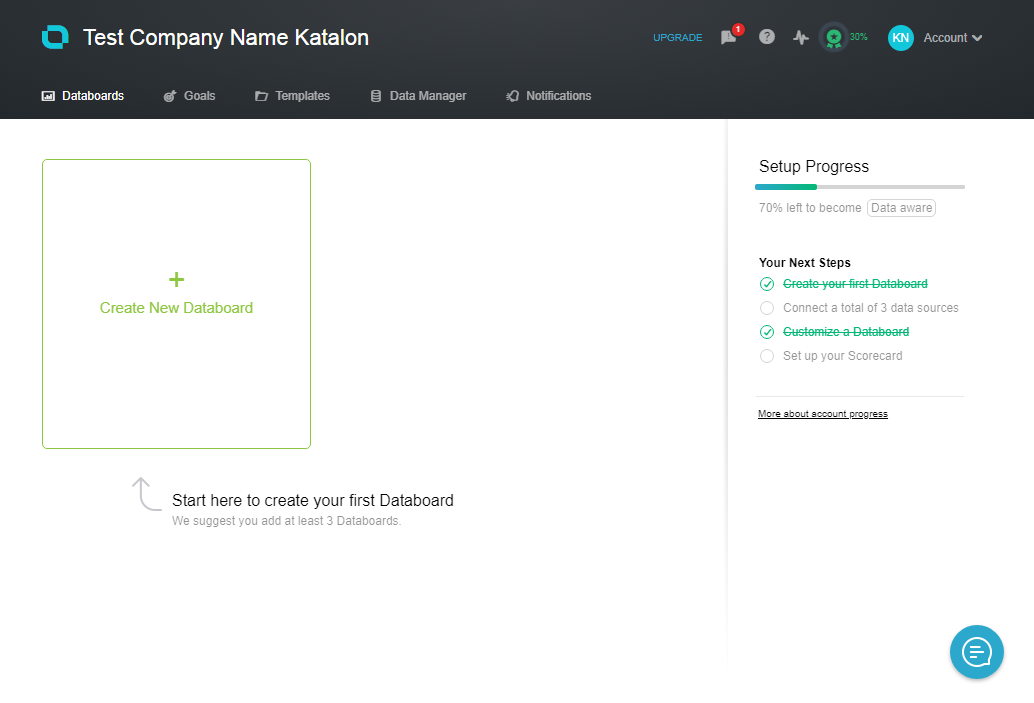 Test Company Name Katalon
UPGRADE
1
?
30%
KN
Account
Databoards
Goals
Templates
Data Manager
Notifications
+
Create New Databoard
Start here to create your first Databoard
We suggest you add at least 3 Databoards.
Setup Progress
70% left to become Data aware
Your Next Steps
Create your first Databoard
Connect a total of 3 data sources
Customize a Databoard
Set up your Scorecard
More about account progress